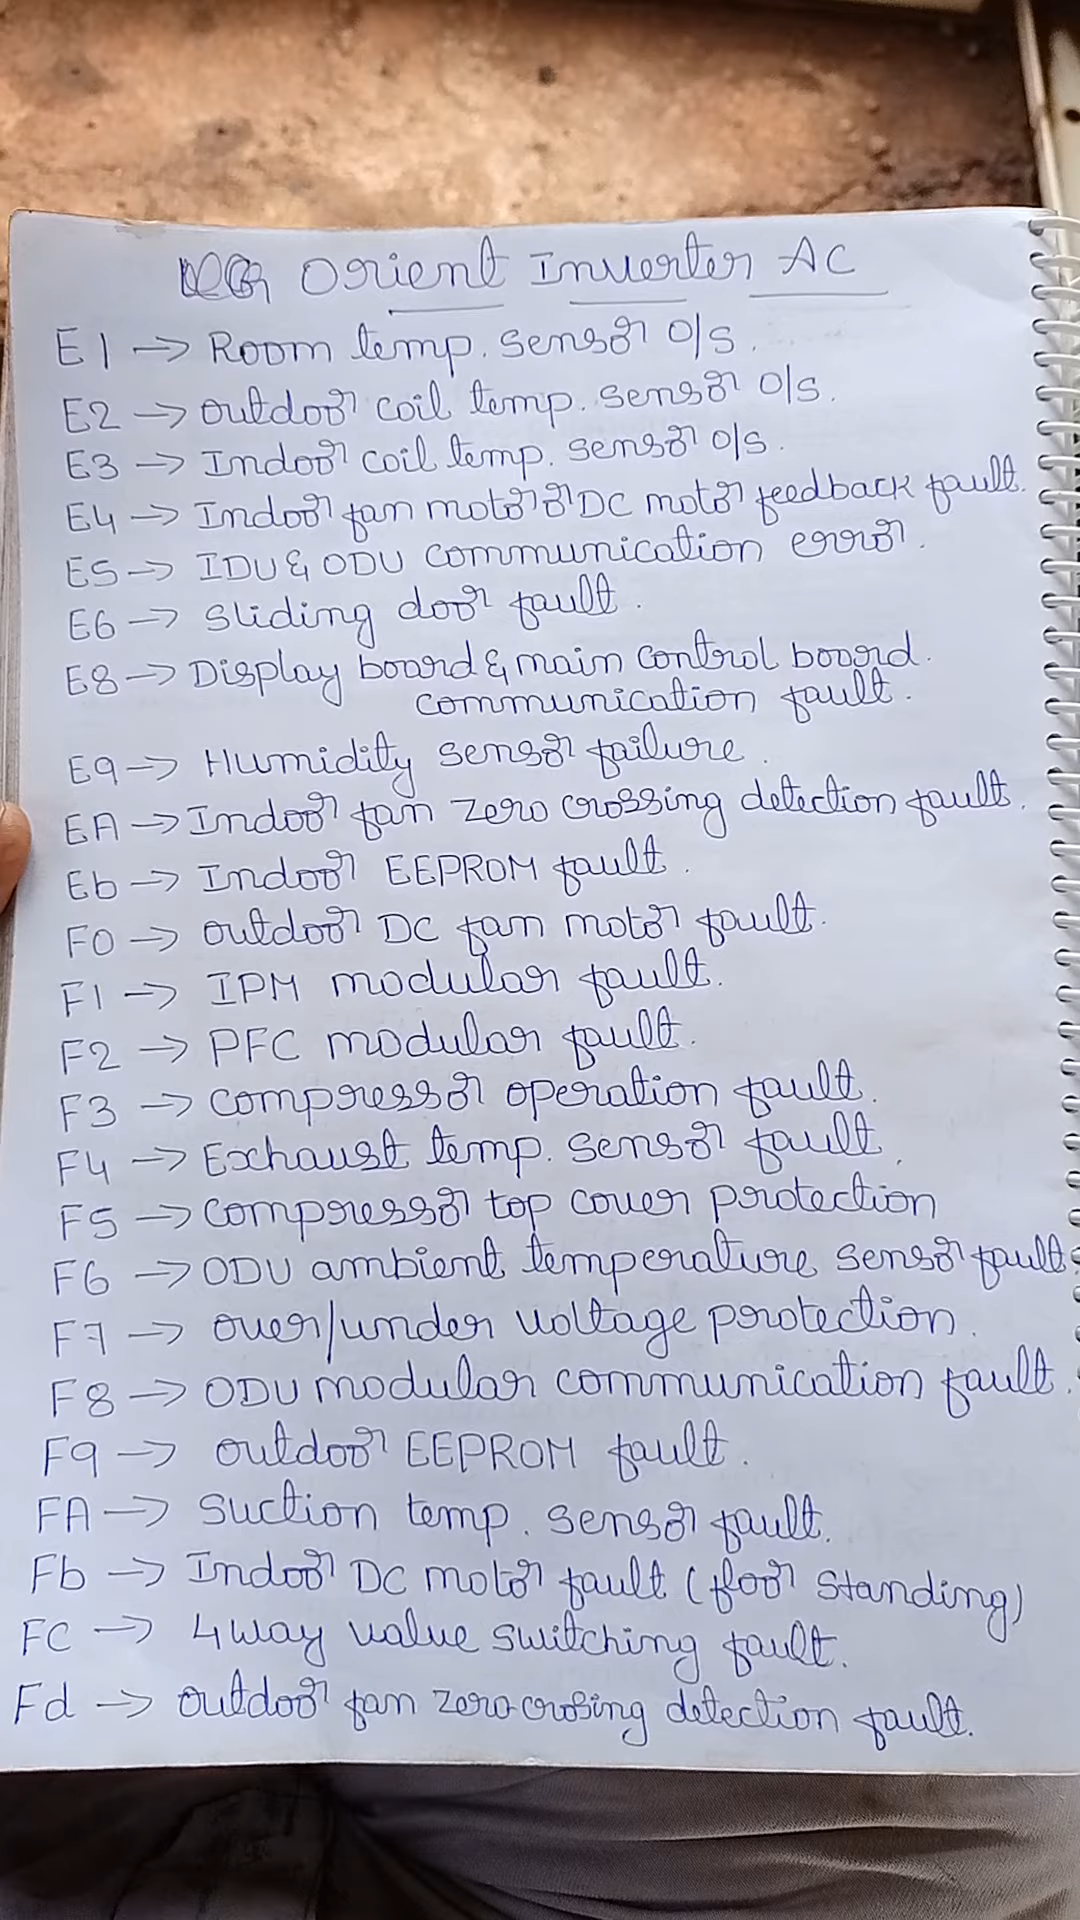 Orient Inverter AC
E1 → Room temp. sensor o/s.
E2 → outdoor coil temp. sensor o/s.
E3 → Indoor coil temp. sensor o/s.
E4 → Indoor fan motor or DC motor feedback fault.
E5 → IDU & ODU communication error.
E6 → Sliding door fault.
E8 → Display board & main control board.
communication fault.
E9 → Humidity sensor failure.
EA → Indoor fan zero crossing detection fault.
Eb → Indoor EEPROM fault.
F0 → outdoor DC fan motor fault.
F1 → IPM modular fault.
F2 → PFC modular fault.
F3 → compressor operation fault.
F4 → Exhaust temp. sensor fault.
F5 → compressor top cover protection
F6 → ODU ambient temperature sensor fault.
F7 → over/under voltage protection.
F8 → ODU modular communication fault.
F9 → outdoor EEPROM fault.
FA → Suction temp. sensor fault.
Fb → Indoor DC motor fault (floor standing)
FC → 4 way value switching fault.
Fd → outdoor fan zero crosing detection fault.